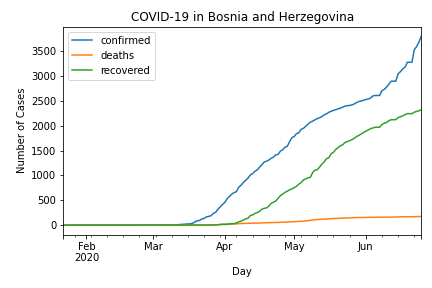 COVID-19 in Bosnia and Herzegovina
confirmed
deaths
recovered
Number of Cases
3500
3000
2500
2000
1500
1000
500
0
Feb
2020
Mar
Apr
May
Jun
Day